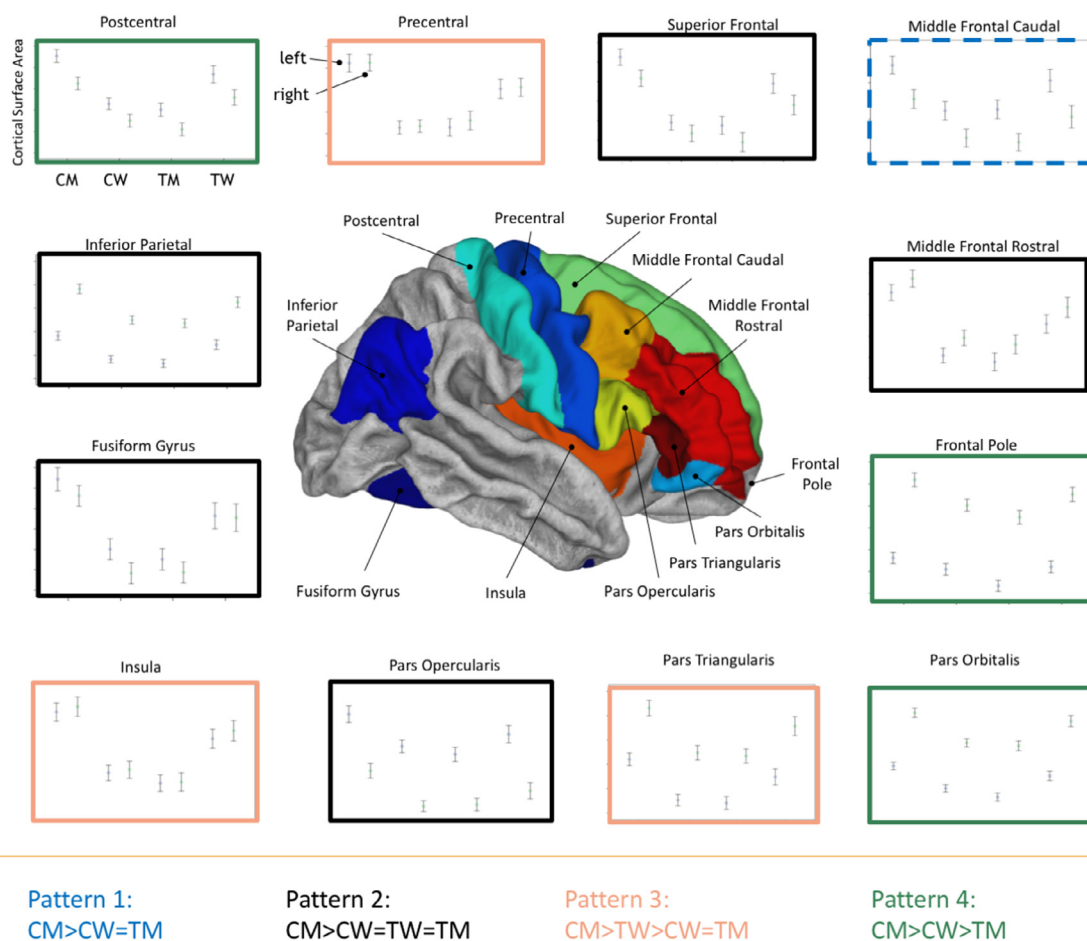 Postcentral
Precentral
Superior Frontal
Middle Frontal Caudal
Cortical Surface Area
left
right
CM CW TM TW
Inferior Parietal
Postcentral
Precentral
Superior Frontal
Middle Frontal Caudal
Middle Frontal
Rostral
Inferior
Parietal
Middle Frontal Rostral
Fusiform Gyrus
Frontal Pole
Frontal
Pole
Pars Orbitalis
Pars Triangularis
Fusiform Gyrus
Insula
Pars Opercularis
Insula
Pars Opercularis
Pars Triangularis
Pars Orbitalis
Pattern 1:
CM>CW=TM
Pattern 2:
CM>CW=TW=TM
Pattern 3:
CM>TW>CW=TM
Pattern 4:
CM>CW>TM